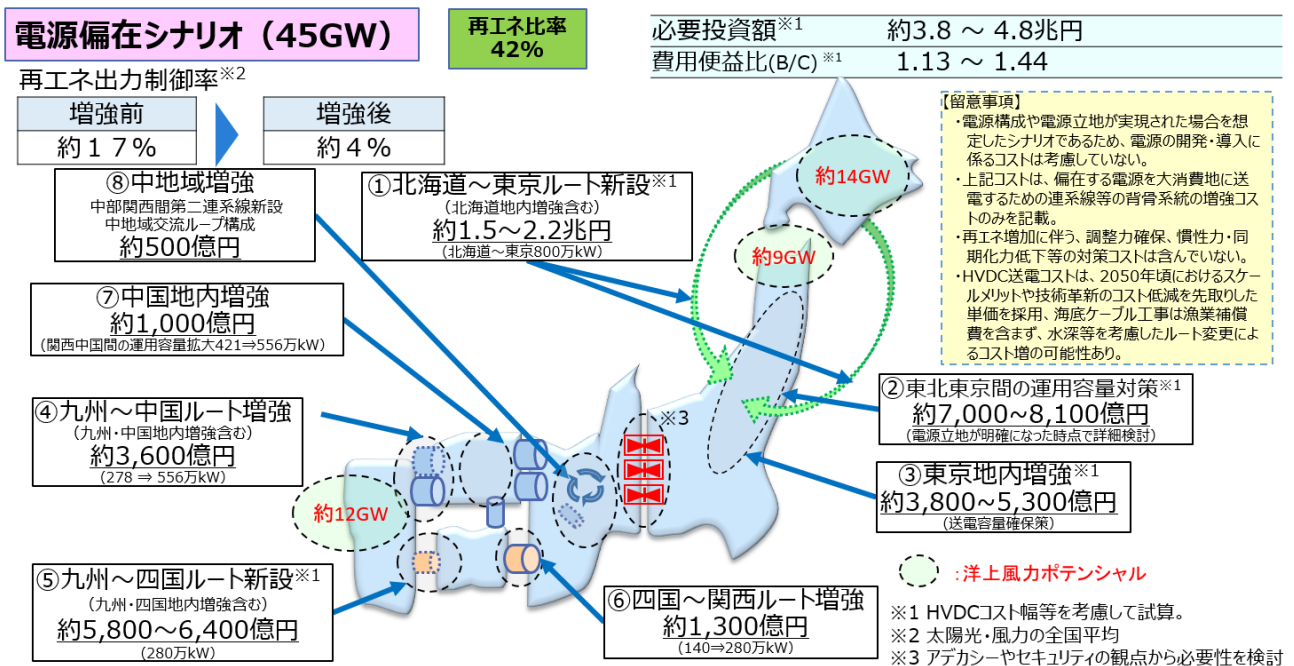 電源偏在シナリオ（45GW）
再エネ比率
42%
必要投資額※1 約3.8 ～ 4.8兆円
費用便益比(B/C) ※1 1.13 ～ 1.44
再エネ出力制御率※2
増強前 増強後
約１７% 約４%
【留意事項】
・電源構成や電源立地が実現された場合を想
定したシナリオであるため、電源の開発・導入に
係るコストは考慮していない。
・上記コストは、偏在する電源を大消費地に送
電するための連系線等の背骨系統の増強コス
トのみを記載。
・再エネ増加に伴う、調整力確保、慣性力・同
期化力低下等の対策コストは含んでいない。
・HVDC送電コストは、2050年頃におけるスケー
ルメリットや技術革新のコスト低減を先取りした
単価を採用、海底ケーブル工事は漁業補償
費を含まず、水深等を考慮したルート変更によ
るコスト増の可能性あり。
⑧中地域増強
中部関西間第二連系線新設
中地域交流ループ構成
約500億円
①北海道～東京ルート新設※1
（北海道地内増強含む）
約1.5～2.2兆円
（北海道～東京800万kW）
約14GW
約9GW
⑦中国地内増強
約1,000億円
（関西中国間の運用容量拡大421⇒556万kW）
②東北東京間の運用容量対策※1
約7,000~8,100億円
（電源立地が明確になった時点で詳細検討）
④九州～中国ルート増強
（九州・中国地内増強含む）
約3,600億円
（278 ⇒ 556万kW）
※3
③東京地内増強※1
約3,800~5,300億円
（送電容量確保策）
約12GW
⑤九州～四国ルート新設※1
（九州・四国地内増強含む）
約5,800～6,400億円
（280万kW）
⑥四国～関西ルート増強
約1,300億円
（140⇒280万kW）
：洋上風力ポテンシャル
※1 HVDCコスト幅等を考慮して試算。
※2 太陽光・風力の全国平均
※3 アデカシーやセキュリティの観点から必要性を検討